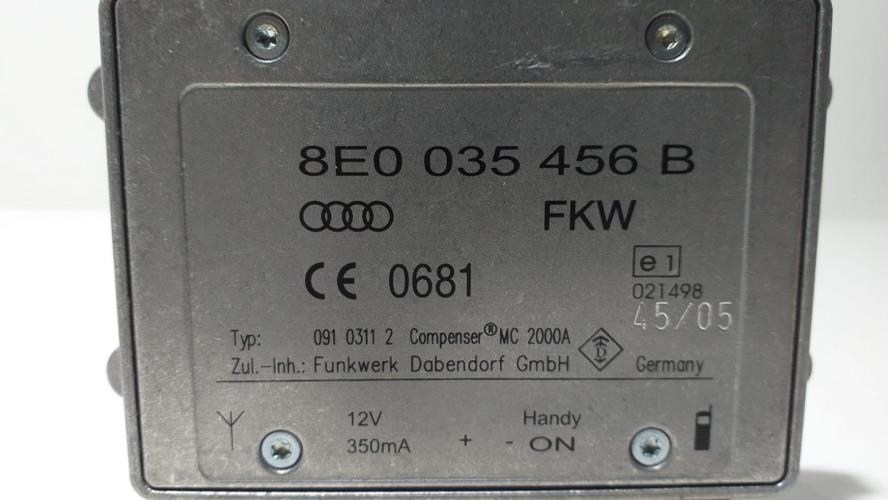 8E0 035 456 B
FKW
CE 0681
e1
021498
45/05
Typ: 091 0311 2 Compenser® MC 2000A
Zul.-Inh.: Funkwerk Dabendorf GmbH Germany
12V Handy
350mA + - ON